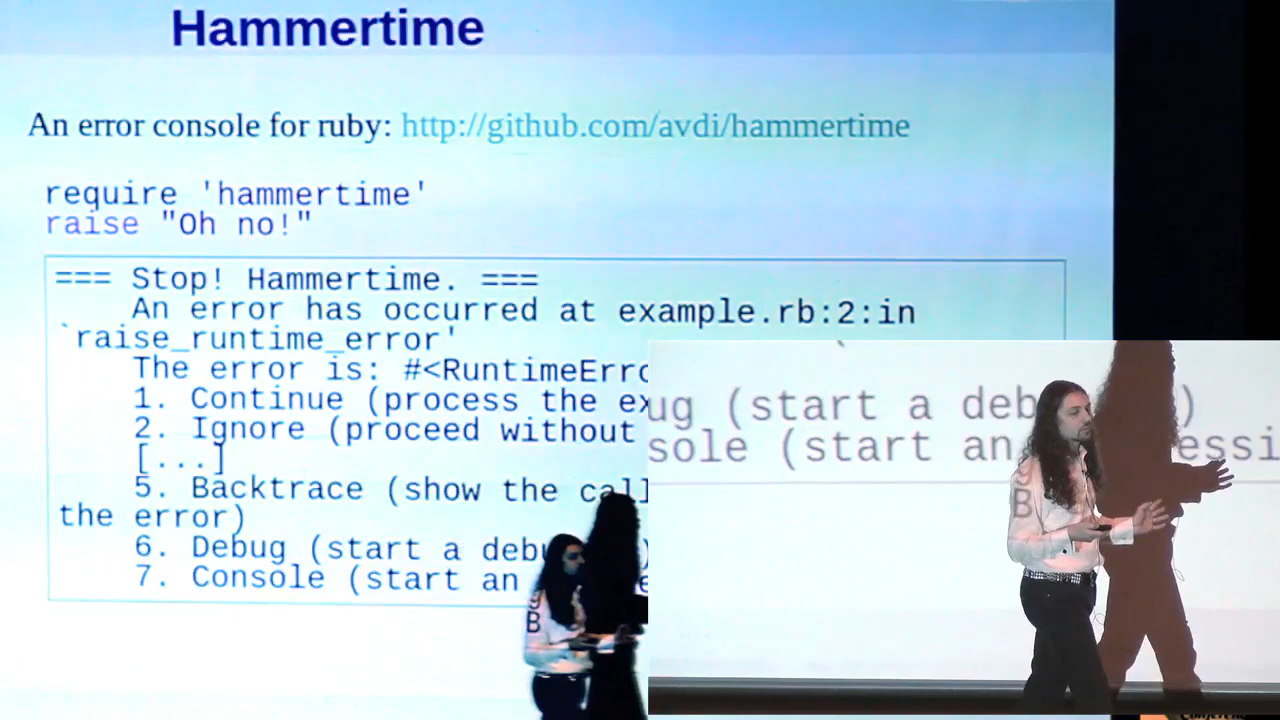 Hammertime
An error console for ruby: http://github.com/avdi/hammertime
require 'hammertime'
raise "Oh no!"
=== Stop! Hammertime. ===
An error has occurred at example.rb:2:in
`raise_runtime_error'
The error is: #<RuntimeErro
1. Continue (process the ex
2. Ignore (proceed without
[...]
5. Backtrace (show the call
the error)
6. Debug (start a debu
7. Console (start an
ug (start a deb )
sole (start an essi
B